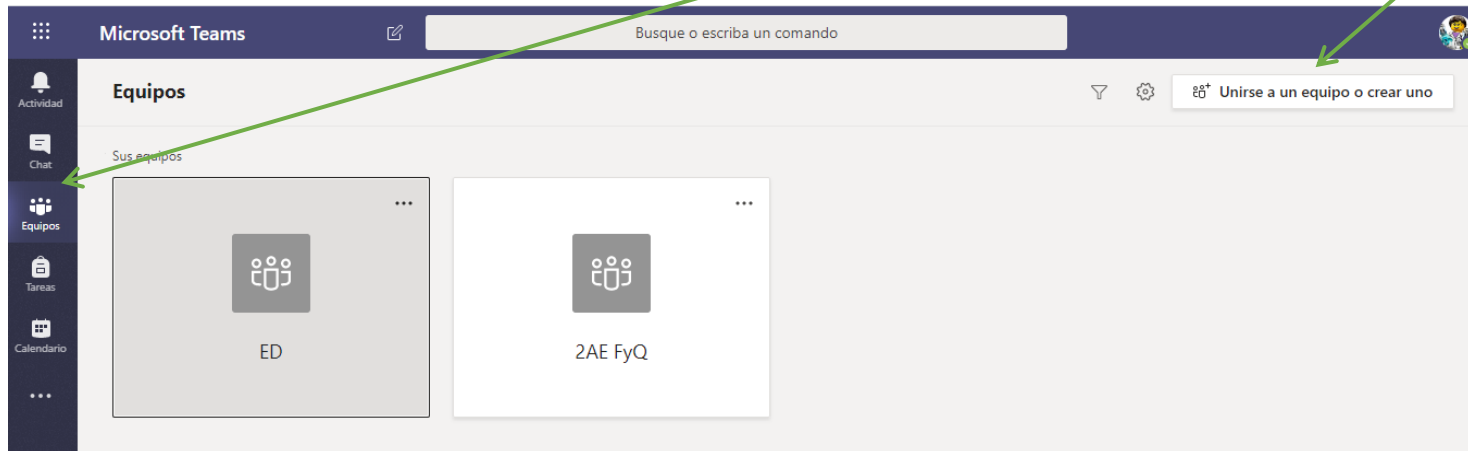 Microsoft Teams
Busque o escriba un comando
Actividad
Chat
Equipos
Tareas
Calendario
Equipos
Unirse a un equipo o crear uno
Sus equipos
ED
2AE FyQ